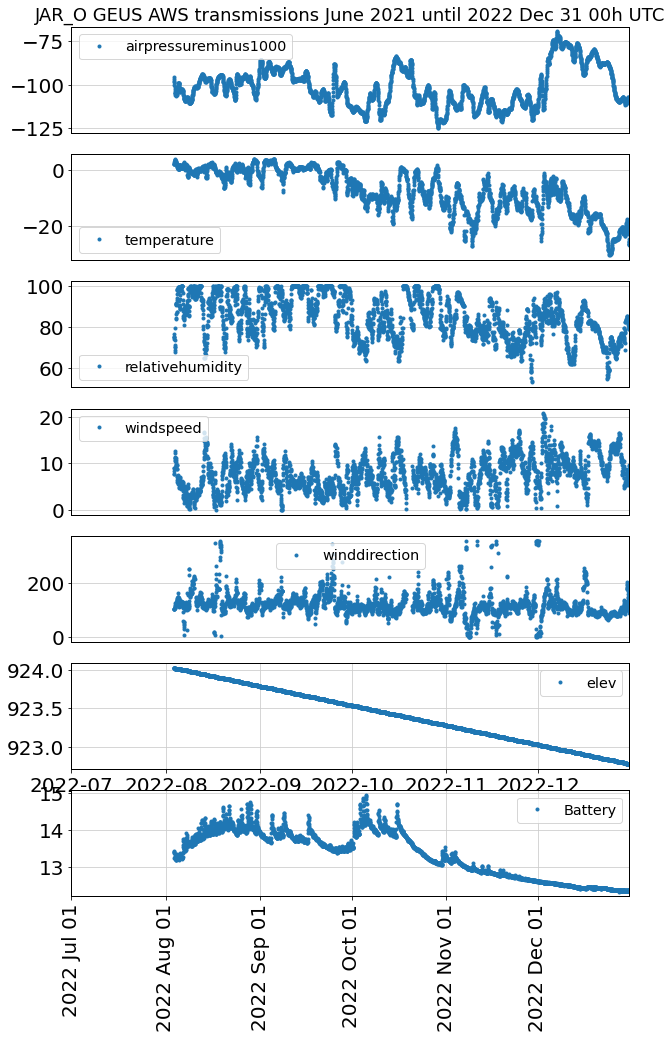 JAR_O GEUS AWS transmissions June 2021 until 2022 Dec 31 00h UTC
−75
−100
−125
airpressureminus1000
0
−20
temperature
100
80
60
relativehumidity
20
10
0
windspeed
200
0
winddirection
924.0
923.5
923.0
elev
2022-07 2022-08 2022-09 2022-10 2022-11 2022-12
15
14
13
Battery
2022 Jul 01
2022 Aug 01
2022 Sep 01
2022 Oct 01
2022 Nov 01
2022 Dec 01